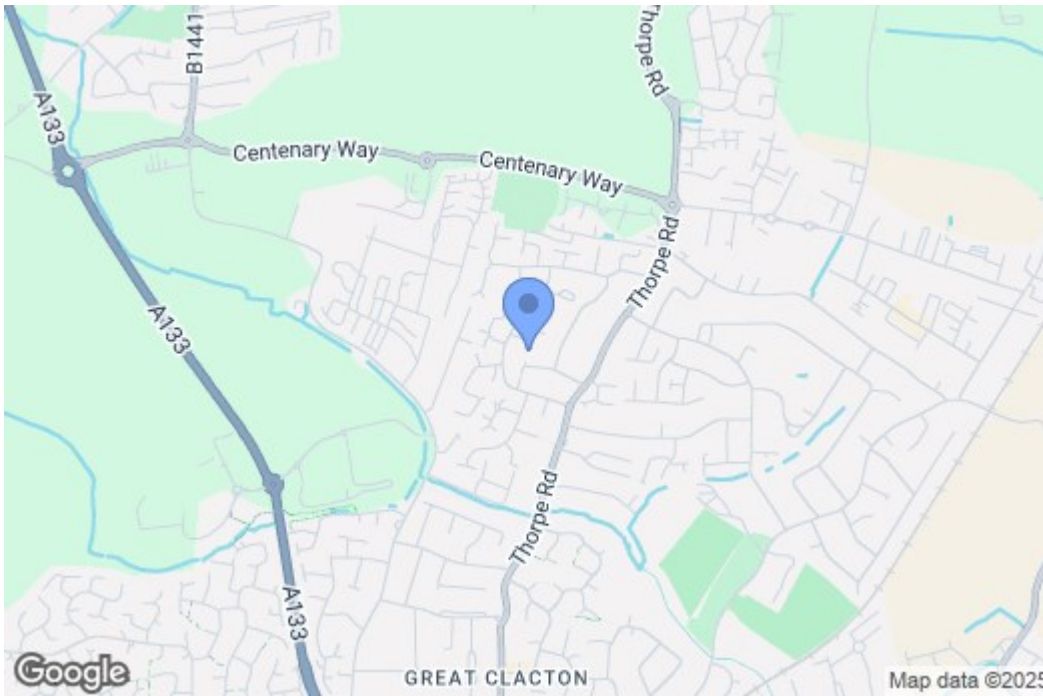 B1441
Thorpe Rd
A133
Centenary Way
Centenary Way
Thorpe Rd
A133
Thorpe Rd
A133
GREAT CLACTON
Google
Map data ©2025